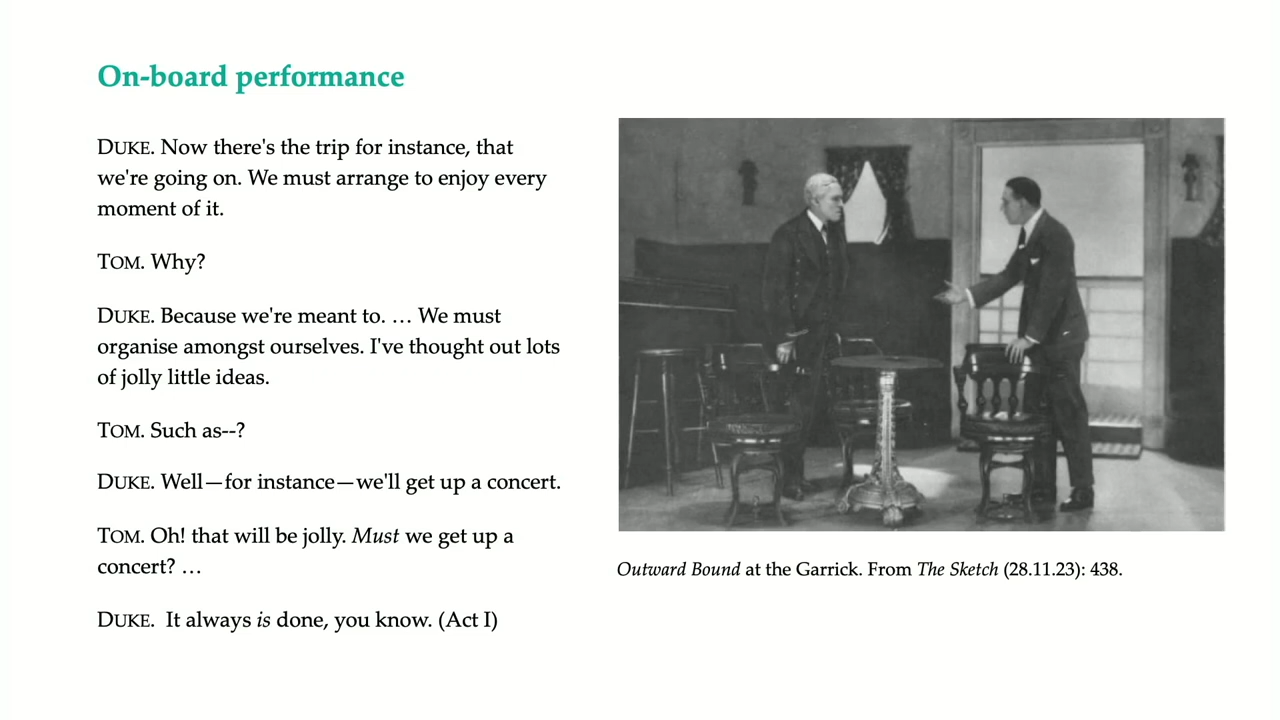 On-board performance
DUKE. Now there's the trip for instance, that
we're going on. We must arrange to enjoy every
moment of it.
TOM. Why?
DUKE. Because we're meant to. … We must
organise amongst ourselves. I've thought out lots
of jolly little ideas.
TOM. Such as--?
DUKE. Well—for instance—we'll get up a concert.
TOM. Oh! that will be jolly. Must we get up a
concert? …
DUKE.  It always is done, you know. (Act I)
Outward Bound at the Garrick. From The Sketch (28.11.23): 438.